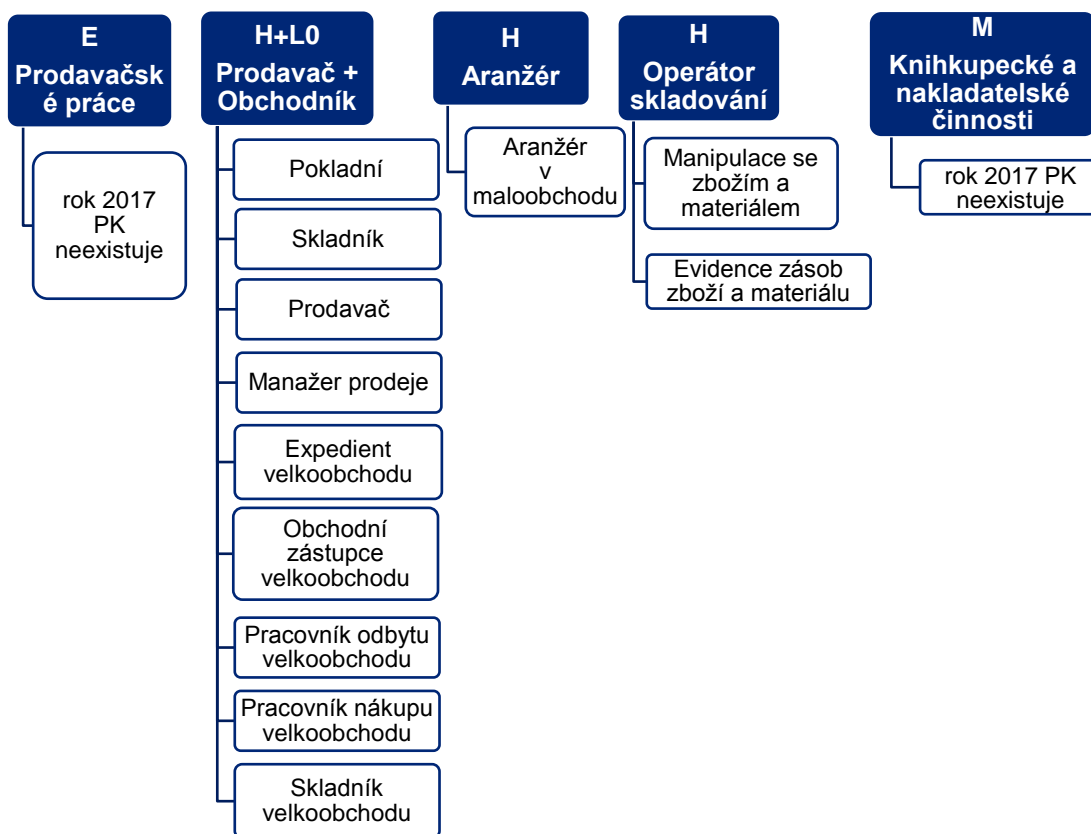 E
Prodavačsk
é práce
rok 2017
PK
neexistuje
H+L0
Prodavač +
Obchodník
Pokladní
Skladník
Prodavač
Manažer prodeje
Expedient
velkoobchodu
Obchodní
zástupce
velkoobchodu
Pracovník odbytu
velkoobchodu
Pracovník nákupu
velkoobchodu
Skladník
velkoobchodu
H
Aranžér
Aranžér
v
maloobchodu
H
Operátor
skladování
Manipulace se
zbožím a
materiálem
Evidence zásob
zboží a materiálu
M
Knihkupecké a
nakladatelské
činnosti
rok 2017 PK
neexistuje